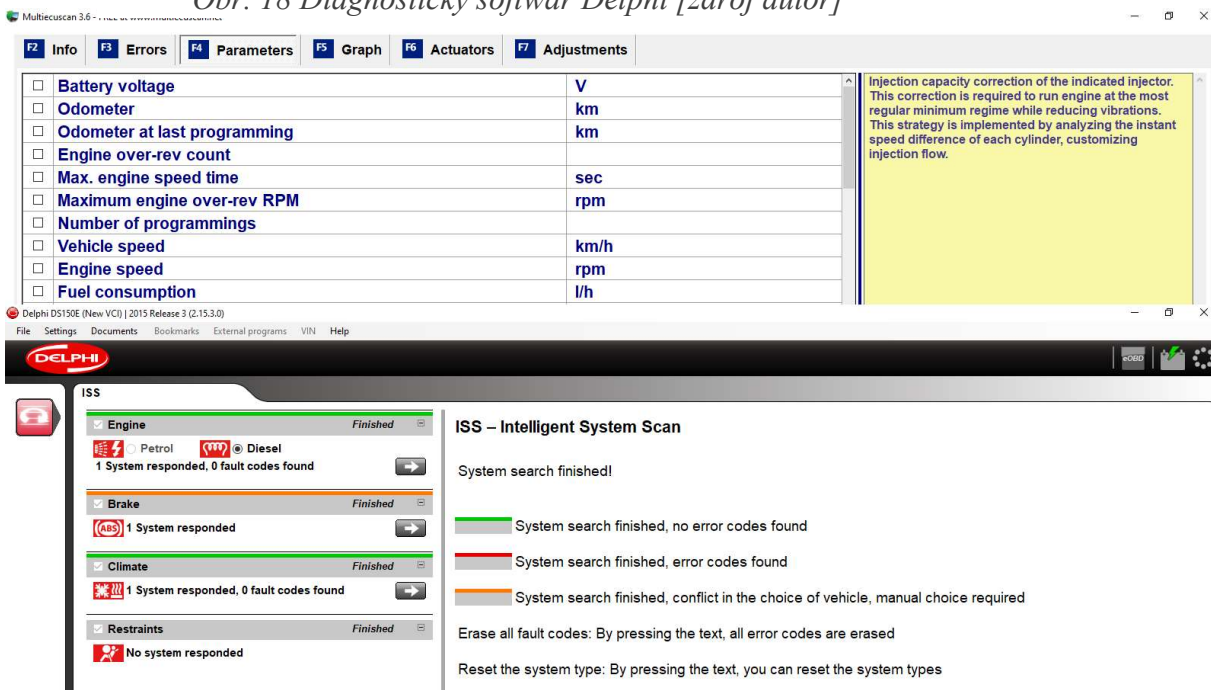 Obr. 18 Diagnosticky softwar Delphi [zdroj autor]
Multiecuscan 3.6 -
F2 Info F3 Errors F4 Parameters F5 Graph F6 Actuators F7 Adjustments
Battery voltage V
Odometer km
Odometer at last programming km
Engine over-rev count
Max. engine speed time sec
Maximum engine over-rev RPM rpm
Number of programmings
Vehicle speed km/h
Engine speed rpm
Fuel consumption l/h
Injection capacity correction of the indicated injector.
This correction is required to run engine at the most
regular minimum regime while reducing vibrations.
This strategy is implemented by analyzing the instant
speed difference of each cylinder, customizing
injection flow.
Delphi DS150E (New VCI) | 2015 Release 3 (2.15.3.0)
File Settings Documents Bookmarks External programs VIN Help
DELPHI
eOBD
ISS
Engine Finished
Petrol Diesel
1 System responded, 0 fault codes found
Brake Finished
ABS 1 System responded
Climate Finished
1 System responded, 0 fault codes found
Restraints Finished
No system responded
ISS – Intelligent System Scan
System search finished!
System search finished, no error codes found
System search finished, error codes found
System search finished, conflict in the choice of vehicle, manual choice required
Erase all fault codes: By pressing the text, all error codes are erased
Reset the system type: By pressing the text, you can reset the system types